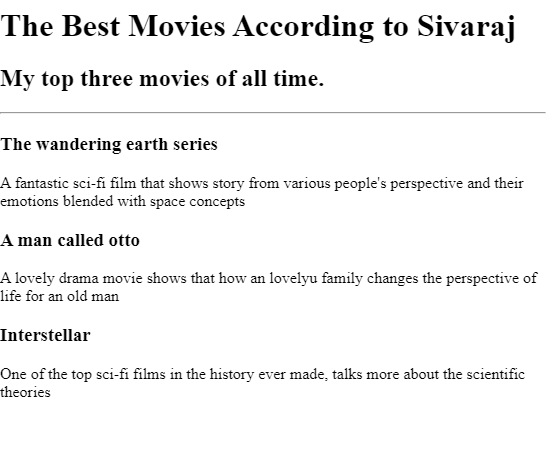 The Best Movies According to Sivaraj
My top three movies of all time.
The wandering earth series
A fantastic sci-fi film that shows story from various people's perspective and their
emotions blended with space concepts
A man called otto
A lovely drama movie shows that how an lovelyu family changes the perspective of
life for an old man
Interstellar
One of the top sci-fi films in the history ever made, talks more about the scientific
theories